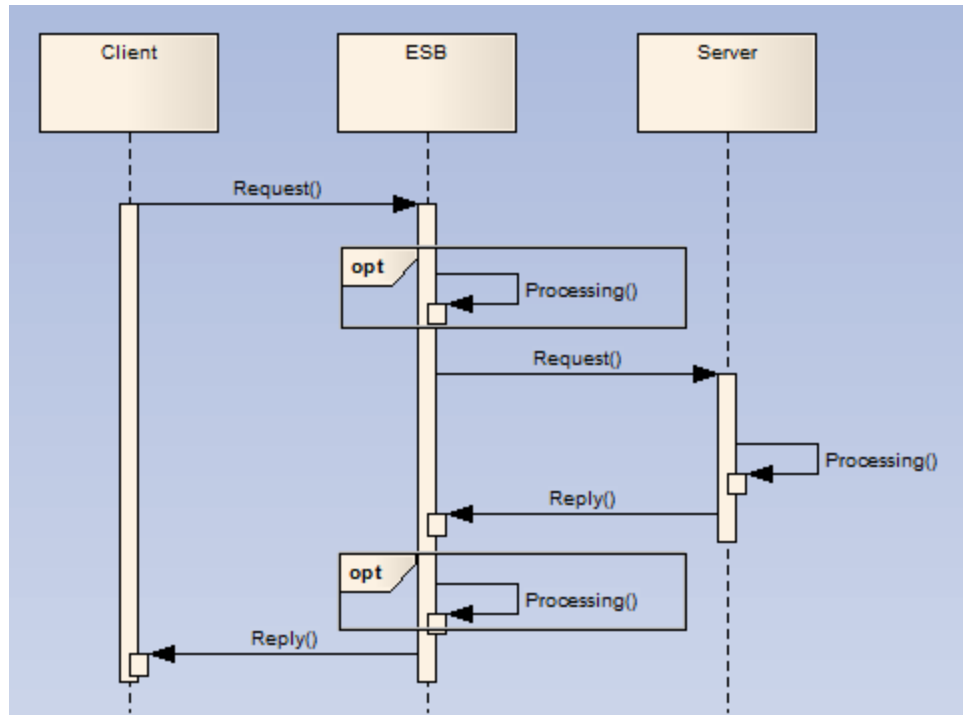 Client
ESB
Server
Request()
opt
Processing()
Request()
Processing()
Reply()
opt
Processing()
Reply()